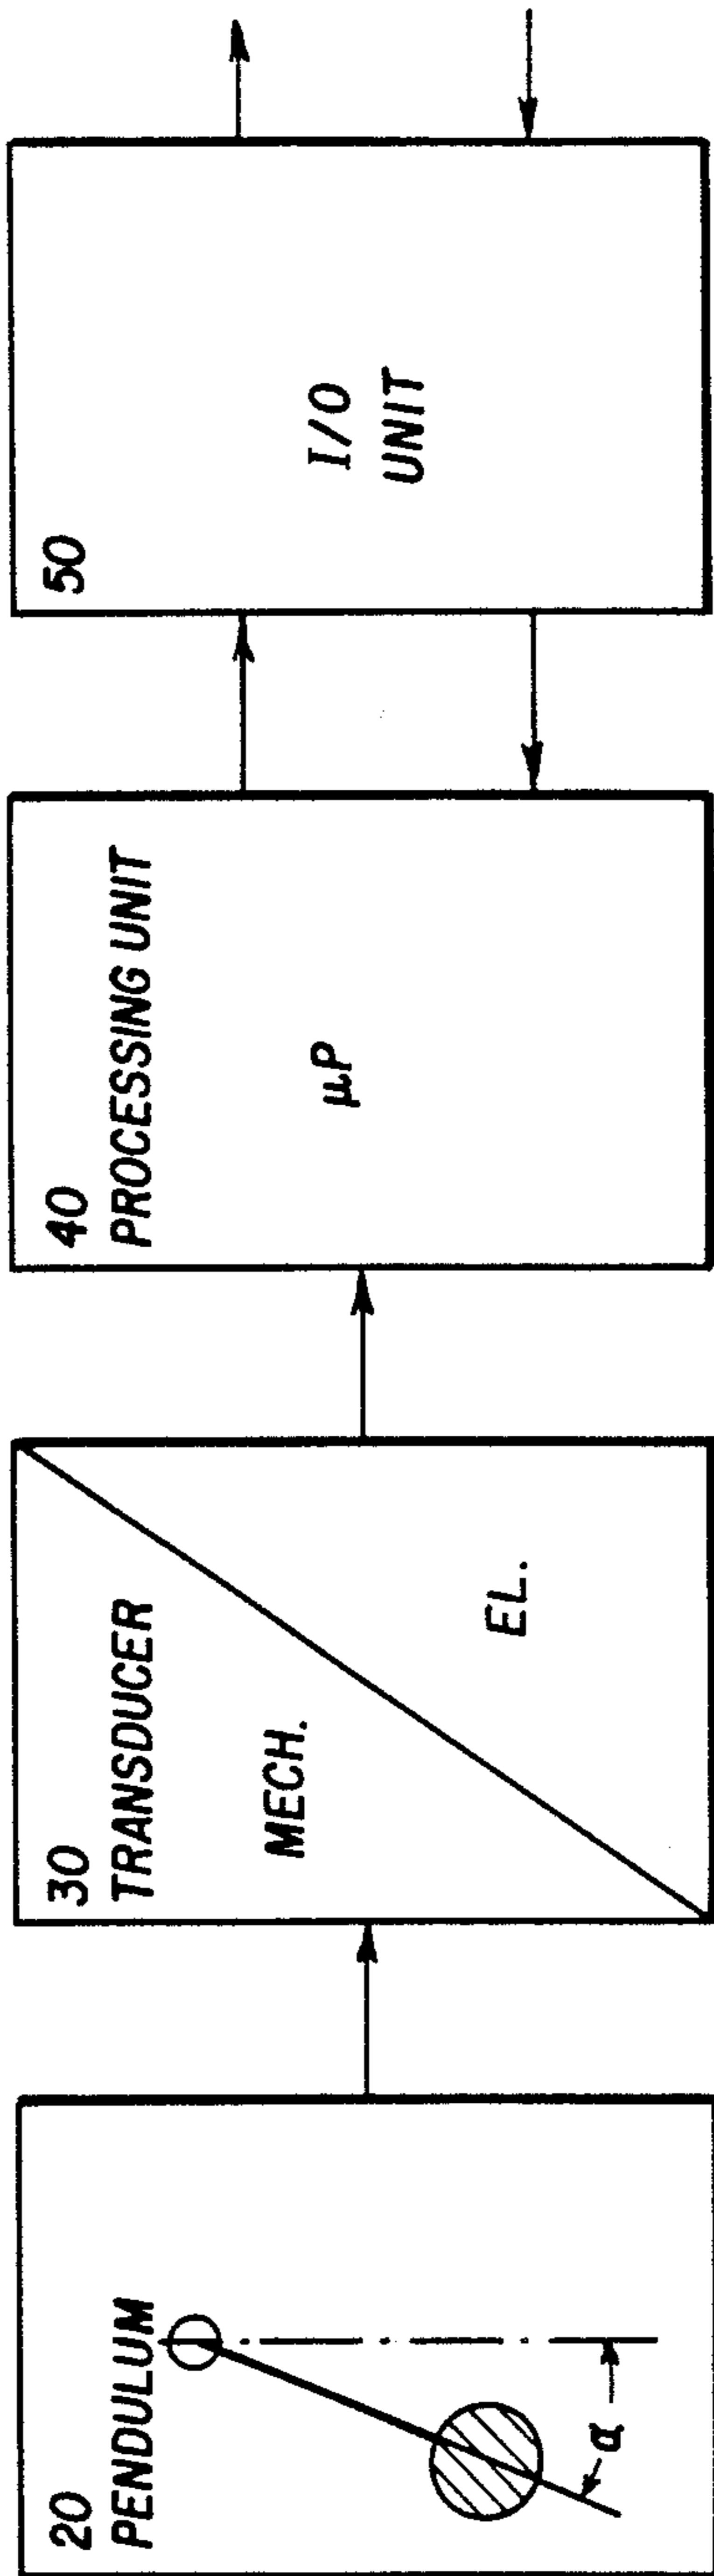 20
PENDULUM
α
30
TRANSDUCER
MECH.
EL.
40
PROCESSING UNIT
μP
50
I/O
UNIT